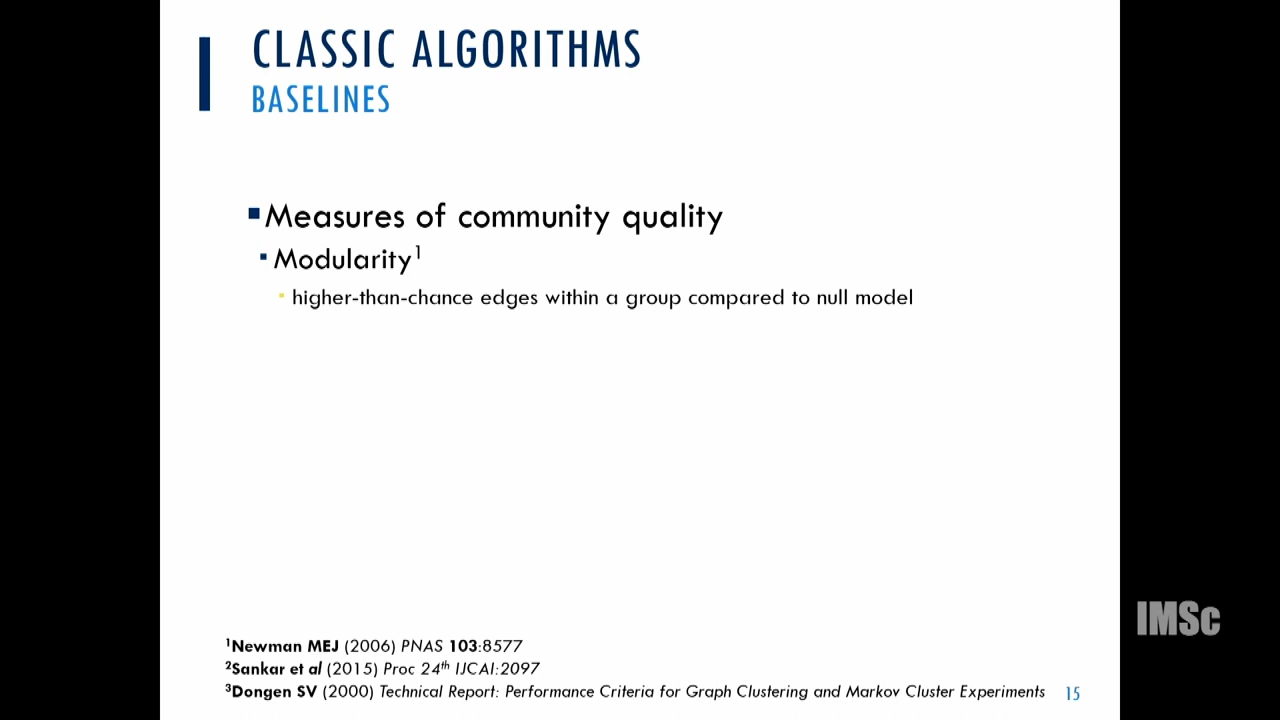 CLASSIC ALGORITHMS
BASELINES
▪Measures of community quality
▪ Modularity¹
▪ higher-than-chance edges within a group compared to null model
IMSc
¹Newman MEJ (2006) PNAS 103:8577
²Sankar et al (2015) Proc 24ᵗʰ IJCAI:2097
³Dongen SV (2000) Technical Report: Performance Criteria for Graph Clustering and Markov Cluster Experiments 15